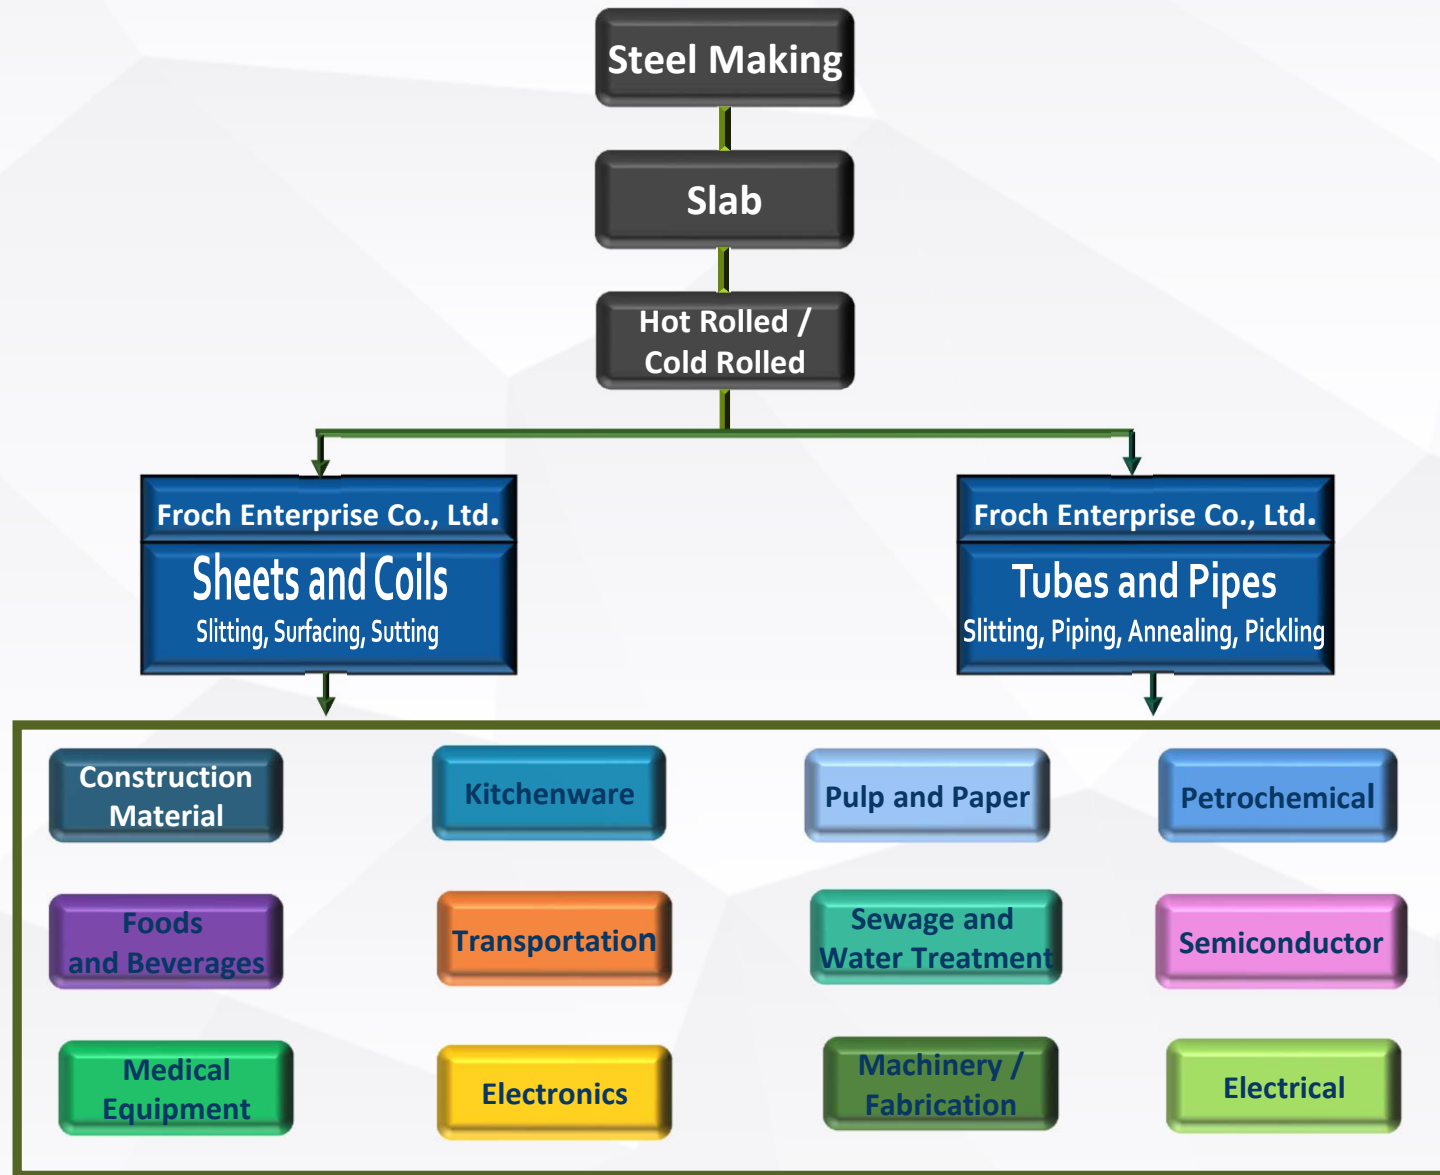 Steel Making
Slab
Hot Rolled /
Cold Rolled
Froch Enterprise Co., Ltd.
Sheets and Coils
Slitting, Surfacing, Sutting
Froch Enterprise Co., Ltd.
Tubes and Pipes
Slitting, Piping, Annealing, Pickling
Construction
Material
Kitchenware
Pulp and Paper
Petrochemical
Foods
and Beverages
Transportation
Sewage and
Water Treatment
Semiconductor
Medical
Equipment
Electronics
Machinery /
Fabrication
Electrical